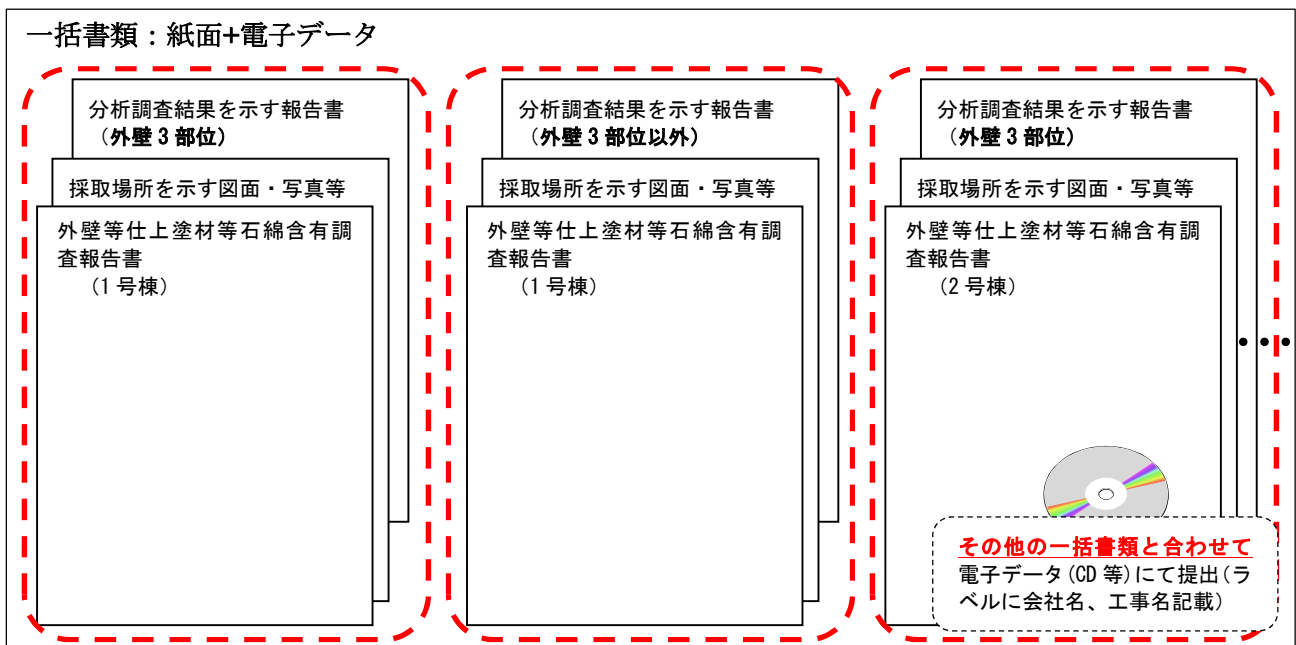 一括書類：紙面+電子データ
分析調査結果を示す報告書
（外壁３部位）
採取場所を示す図面・写真等
外壁等仕上塗材等石綿含有調
査報告書
（1号棟）
分析調査結果を示す報告書
（外壁３部位以外）
採取場所を示す図面・写真等
外壁等仕上塗材等石綿含有調
査報告書
（1号棟）
分析調査結果を示す報告書
（外壁３部位）
採取場所を示す図面・写真等
外壁等仕上塗材等石綿含有調
査報告書
（2号棟）
・・・
その他の一括書類と合わせて
電子データ(CD等)にて提出(ラ
ベルに会社名、工事名記載)